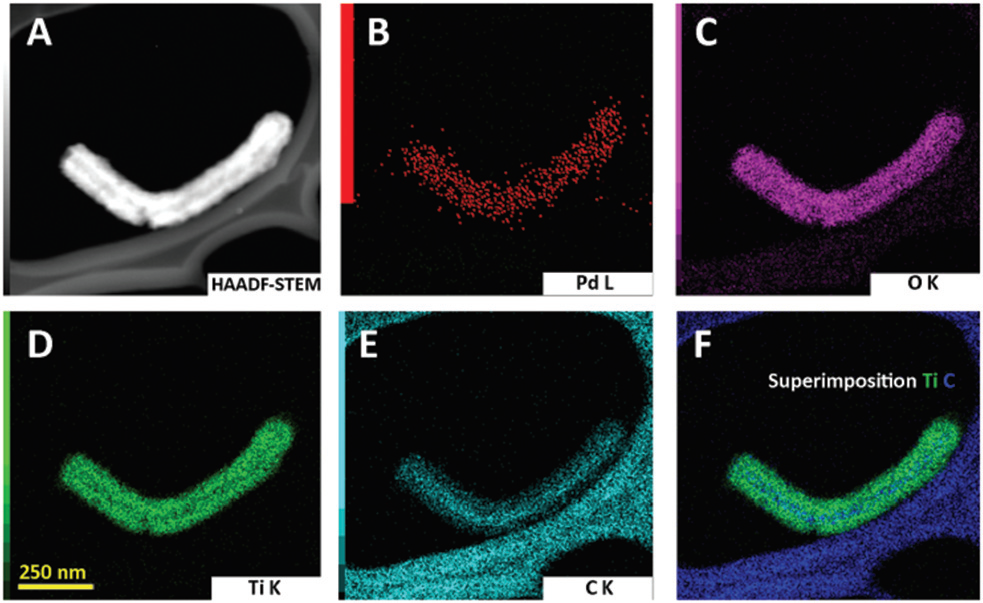 A
HAADF-STEM
B
Pd L
C
O K
D
250 nm
Ti K
E
C K
F
Superimposition Ti C